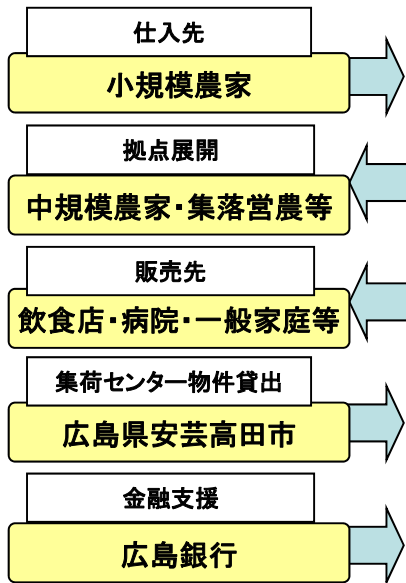 仕入先
小規模農家
拠点展開
中規模農家・集落営農等
販売先
飲食店・病院・一般家庭等
集荷センター物件貸出
広島県安芸高田市
金融支援
広島銀行